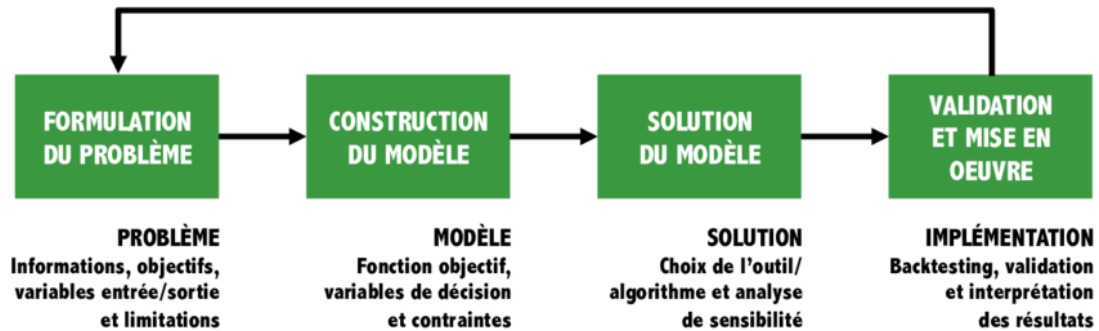 FORMULATION
DU PROBLÈME
CONSTRUCTION
DU MODÈLE
SOLUTION
DU MODÈLE
VALIDATION
ET MISE EN
OEUVRE
PROBLÈME
Informations, objectifs,
variables entrée/sortie
et limitations
MODÈLE
Fonction objectif,
variables de décision
et contraintes
SOLUTION
Choix de l'outil/
algorithme et analyse
de sensibilité
IMPLÉMENTATION
Backtesting, validation
et interprétation
des résultats